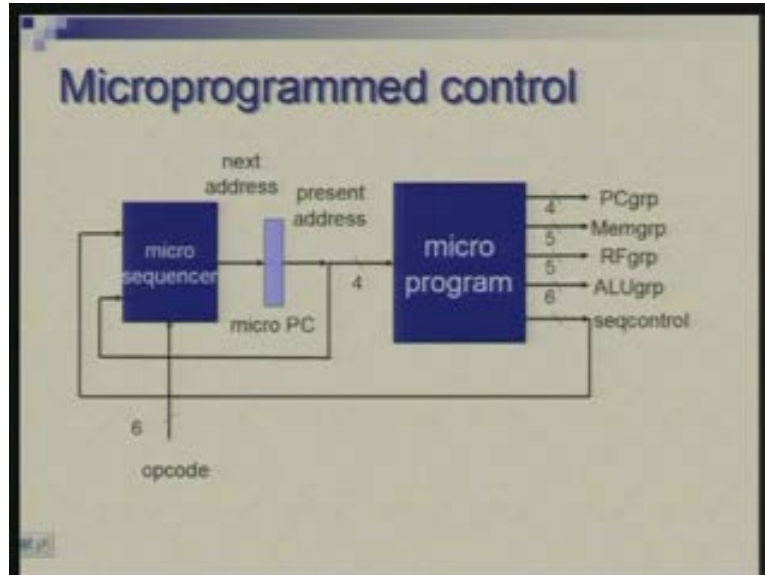 Microprogrammed control
next
address
present
address
micro
sequencer
micro PC
4
micro
program
4
PCgrp
5
Memgrp
5
RFgrp
6
ALUgrp
seqcontrol
6
opcode